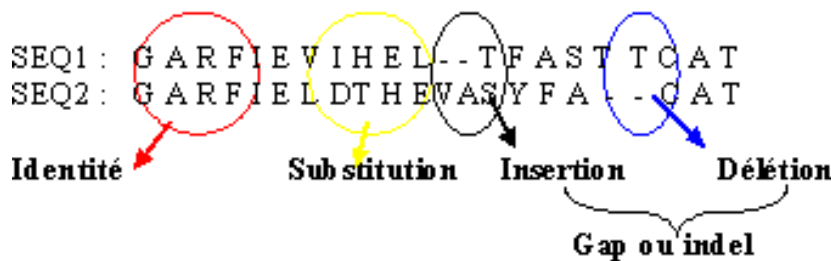 SEQ1 : G A R F I E V I H E L - - T F A S T T C A T
SEQ2 : G A R F I E L D T H E V A S Y F A - - C A T
Identité Substitution Insertion Délétion
Gap ou indel